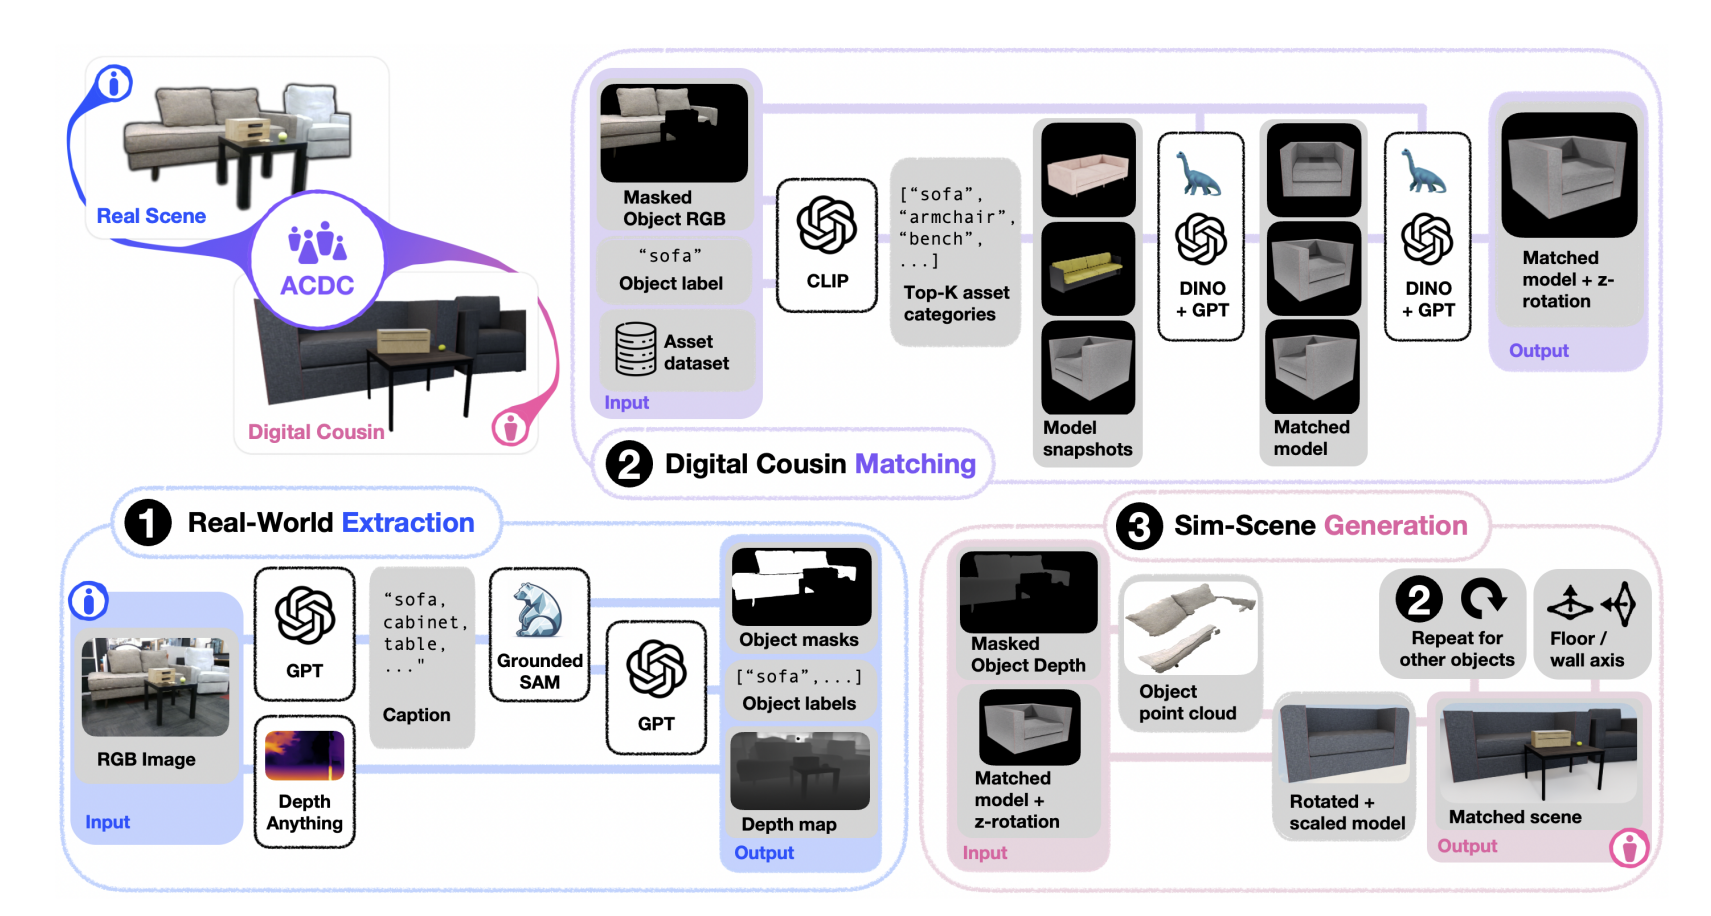 Real Scene
ACDC
Digital Cousin
Masked
Object RGB
“sofa”
Object label
Asset
dataset
Input
CLIP
[“sofa”,
“armchair”,
“bench”,
...]
Top-K asset
categories
Model
snapshots
DINO
+ GPT
Matched
model
DINO
+ GPT
Matched
model + z-
rotation
Output
2 Digital Cousin Matching
1 Real-World Extraction
RGB Image
Input
GPT
Depth
Anything
“sofa,
cabinet,
table,
..."
Caption
Grounded
SAM
GPT
Object masks
[“sofa”,...]
Object labels
Depth map
Output
3 Sim-Scene Generation
Masked
Object Depth
Matched
model +
z-rotation
Input
Object
point cloud
Rotated +
scaled model
2
Repeat for
other objects
Floor /
wall axis
Matched scene
Output